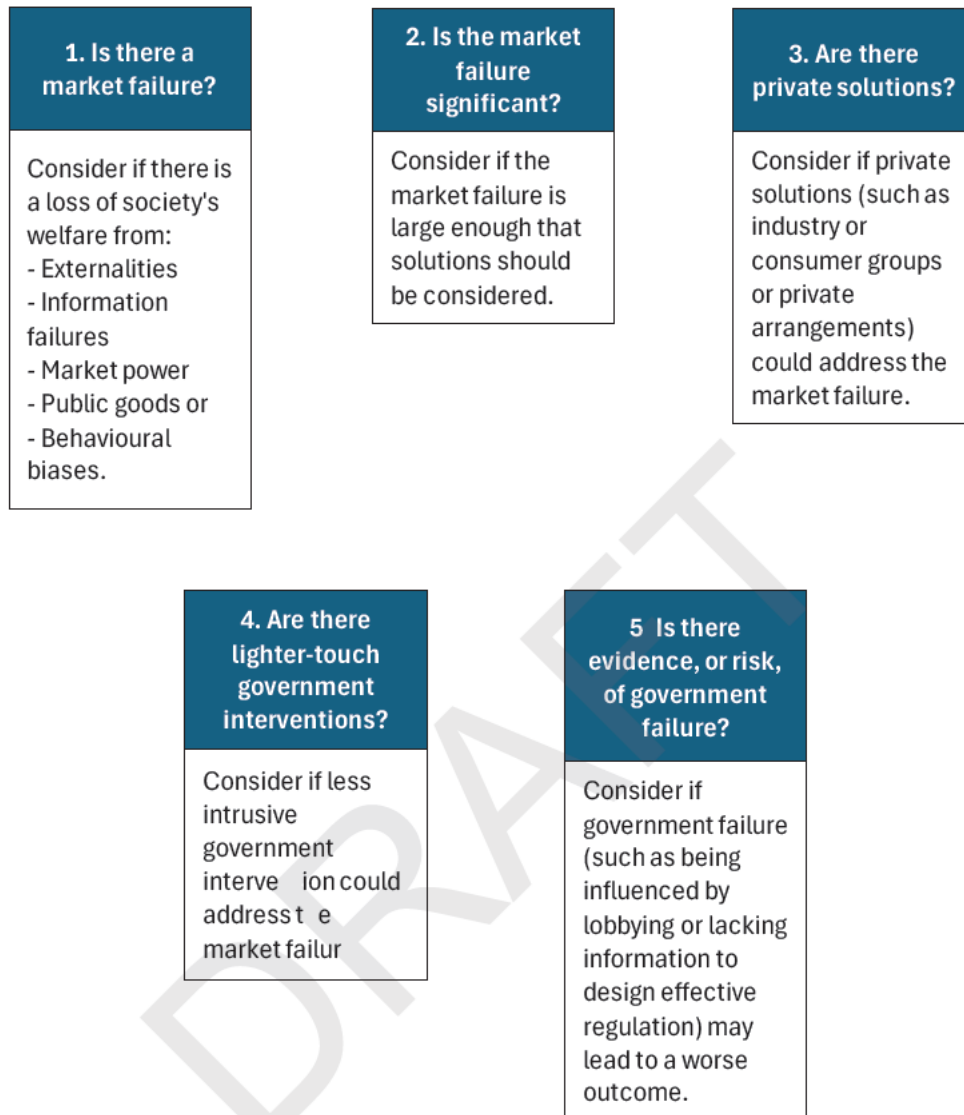 1. Is there a
market failure?
Consider if there is
a loss of society's
welfare from:
- Externalities
- Information
failures
- Market power
- Public goods or
- Behavioural
biases.
2. Is the market
failure
significant?
Consider if the
market failure is
large enough that
solutions should
be considered.
3. Are there
private solutions?
Consider if private
solutions (such as
industry or
consumer groups
or private
arrangements)
could address the
market failure.
4. Are there
lighter-touch
government
interventions?
Consider if less
intrusive
government
interve ion could
address t e
market failur
5 Is there
evidence, or risk,
of government
failure?
Consider if
government failure
(such as being
influenced by
lobbying or lacking
information to
design effective
regulation) may
lead to a worse
outcome.
DRAFT